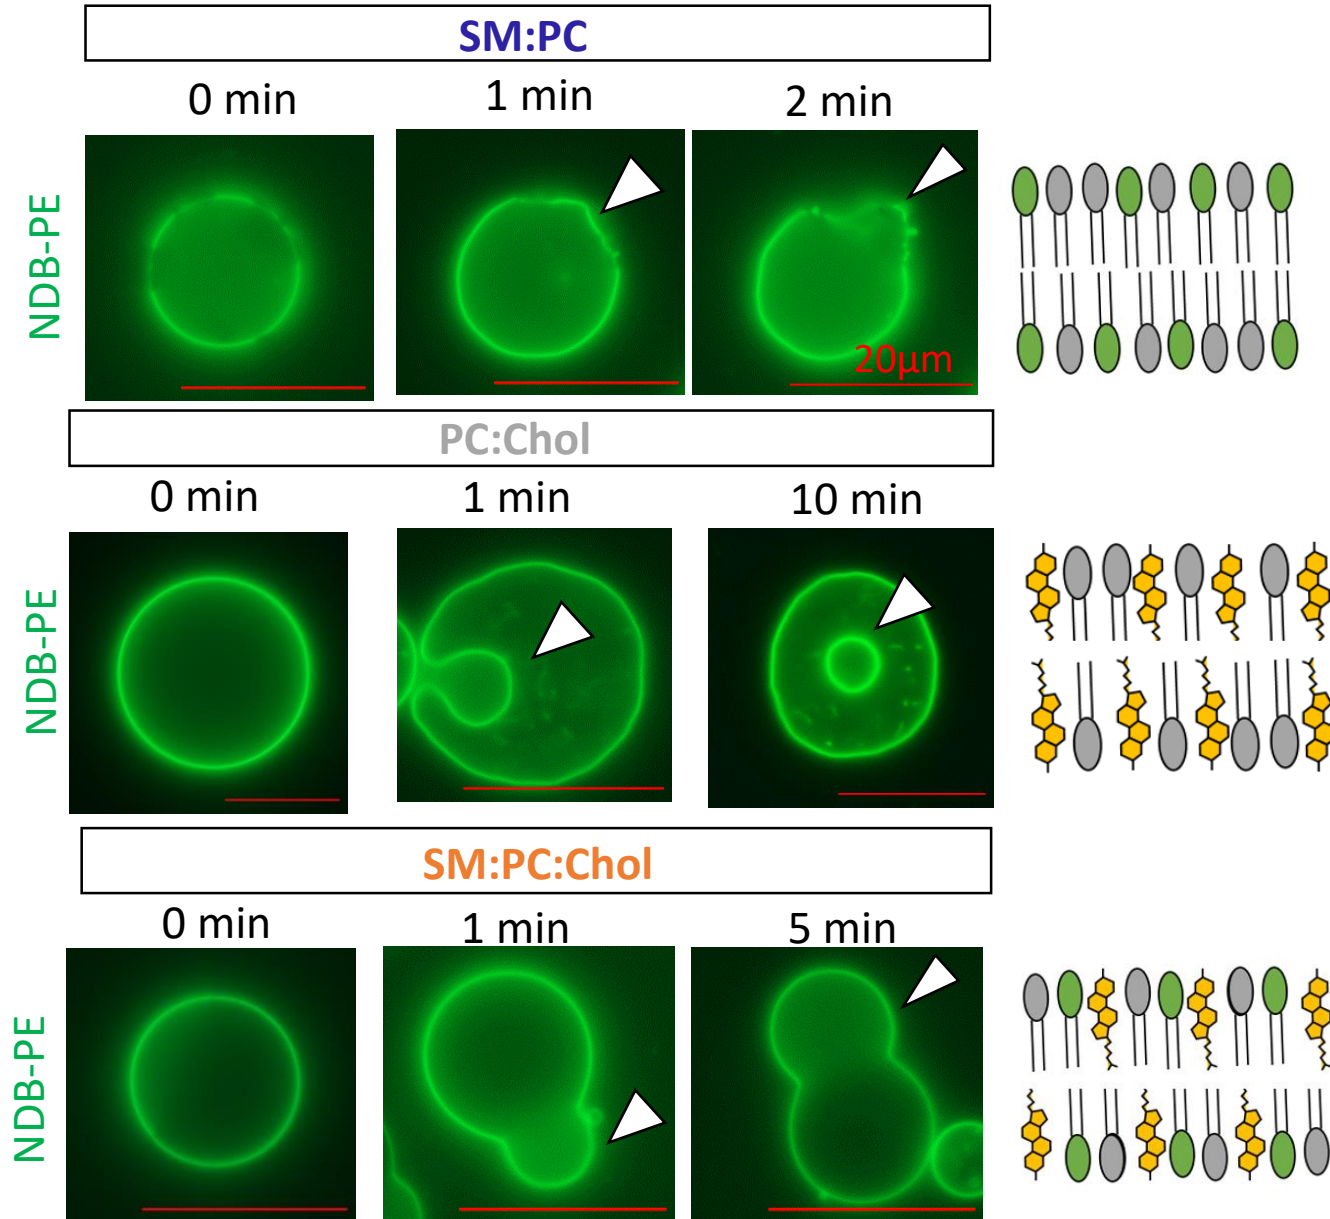 SM:PC
0 min
1 min
2 min
NDB-PE
20µm
PC:Chol
0 min
1 min
10 min
NDB-PE
SM:PC:Chol
0 min
1 min
5 min
NDB-PE